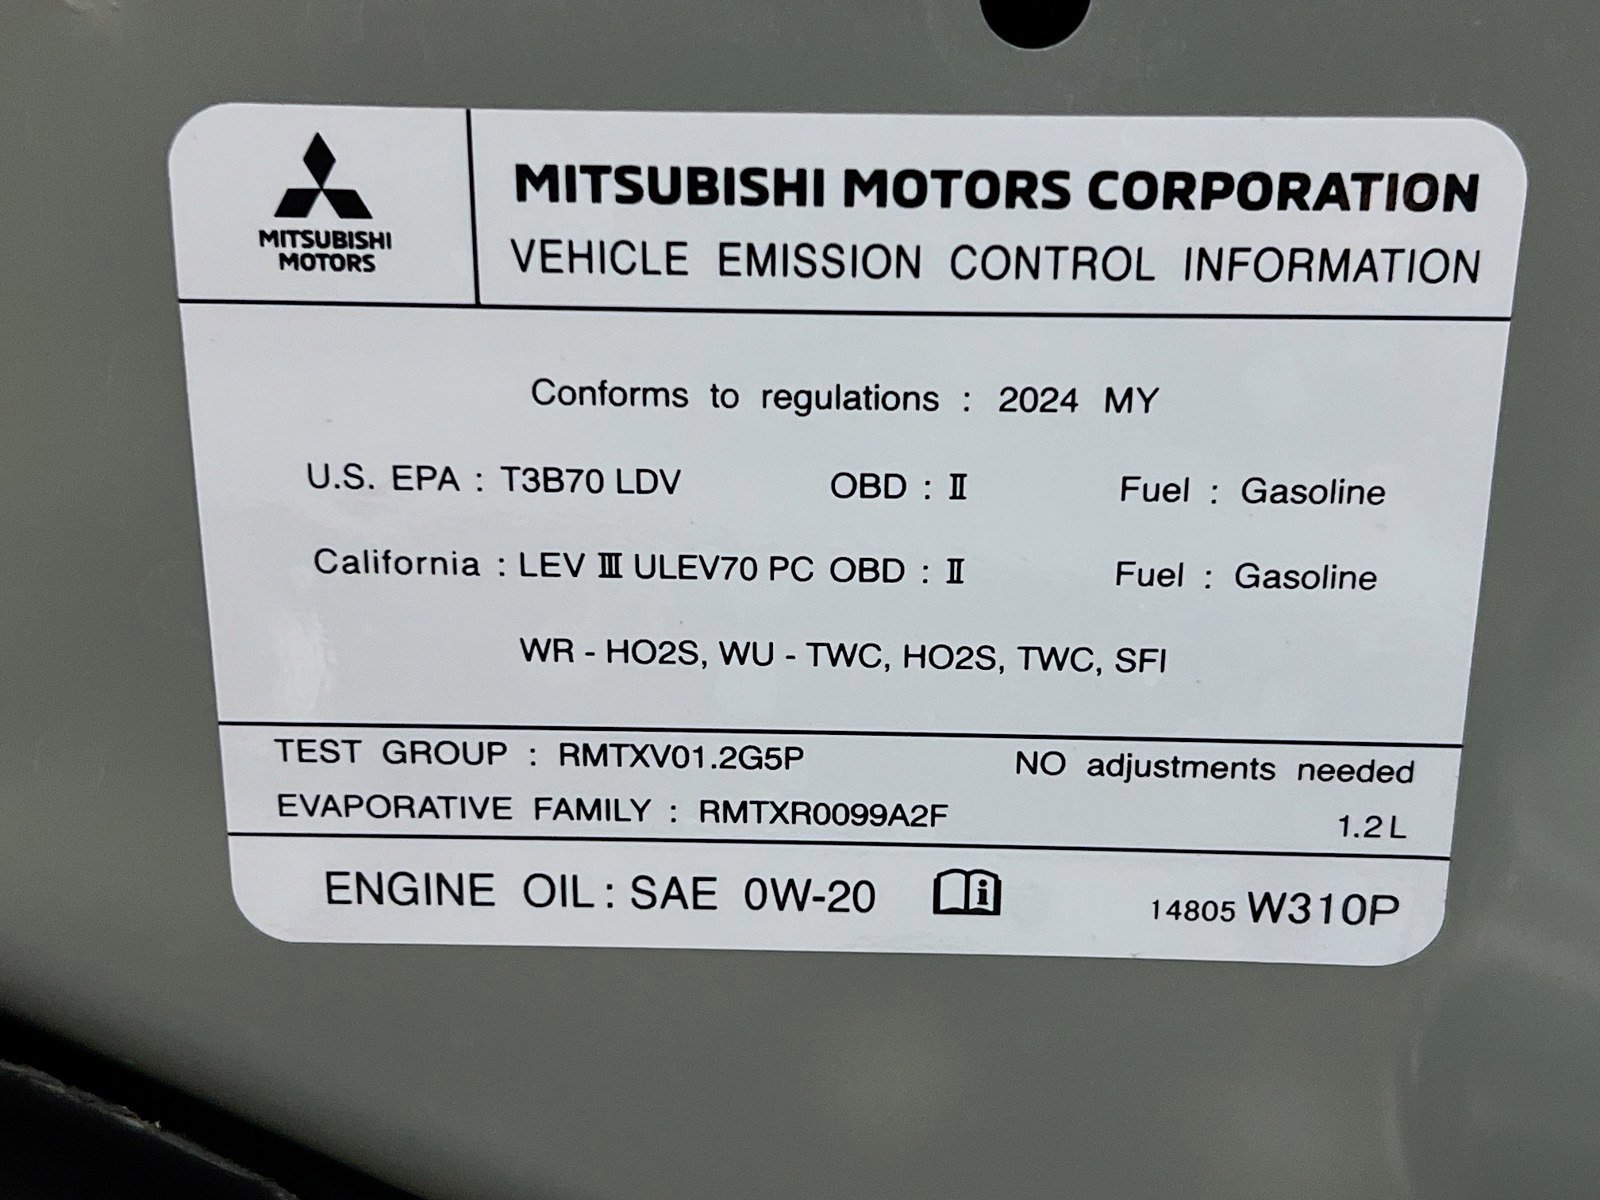 MITSUBISHI
MOTORS
MITSUBISHI MOTORS CORPORATION
VEHICLE EMISSION CONTROL INFORMATION
Conforms to regulations : 2024 MY
U.S. EPA : T3B70 LDV OBD : Ⅱ Fuel : Gasoline
California : LEV Ⅲ ULEV70 PC OBD : Ⅱ Fuel : Gasoline
WR - HO2S, WU - TWC, HO2S, TWC, SFI
TEST GROUP : RMTXV01.2G5P NO adjustments needed
EVAPORATIVE FAMILY : RMTXR0099A2F 1.2 L
ENGINE OIL : SAE 0W-20 14805 W310P